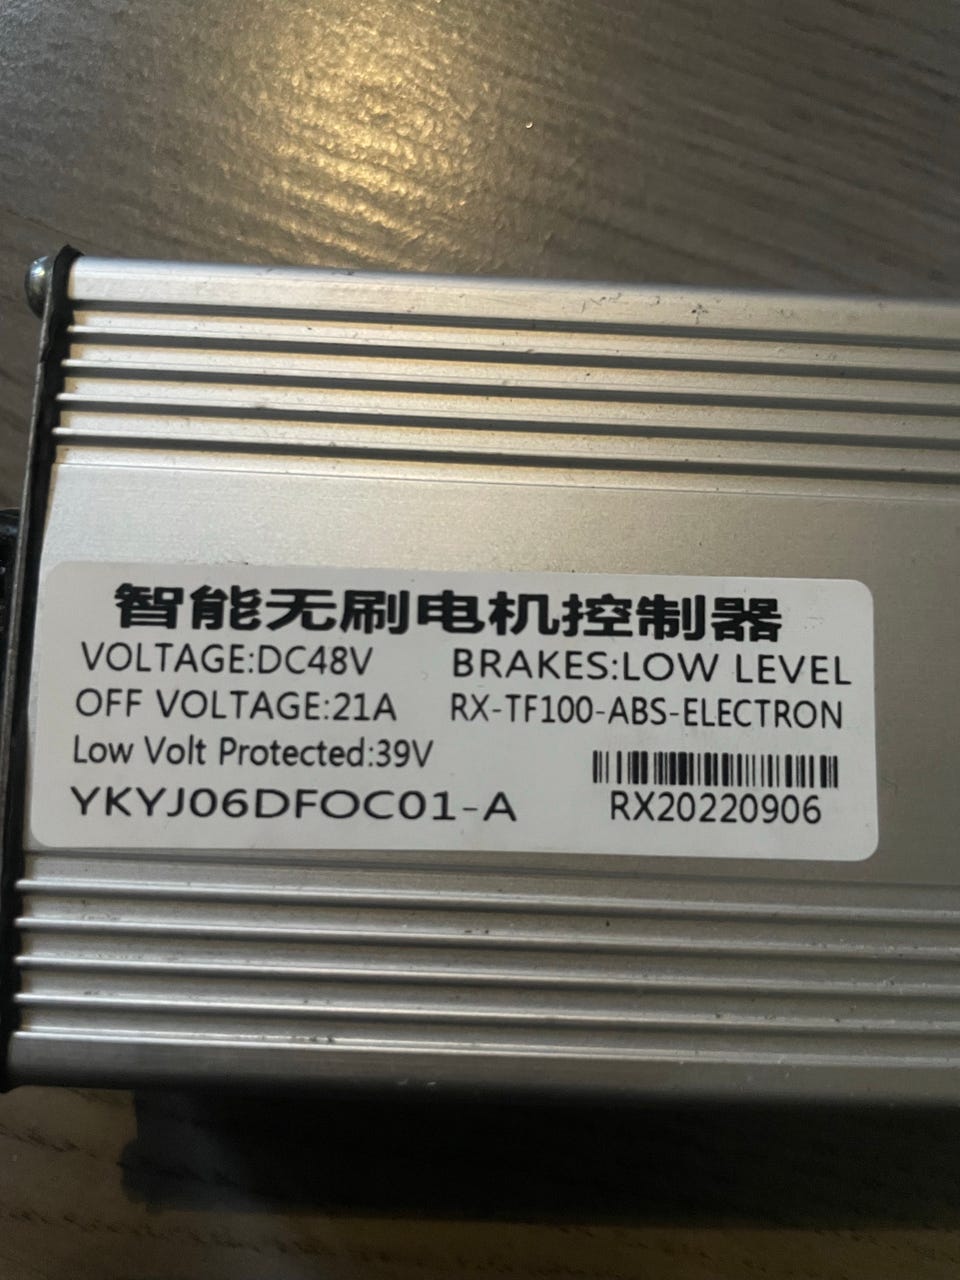 智能无刷电机控制器
VOLTAGE:DC48V BRAKES:LOW LEVEL
OFF VOLTAGE:21A RX-TF100-ABS-ELECTRON
Low Volt Protected:39V
YKYJ06DFOC01-A RX20220906